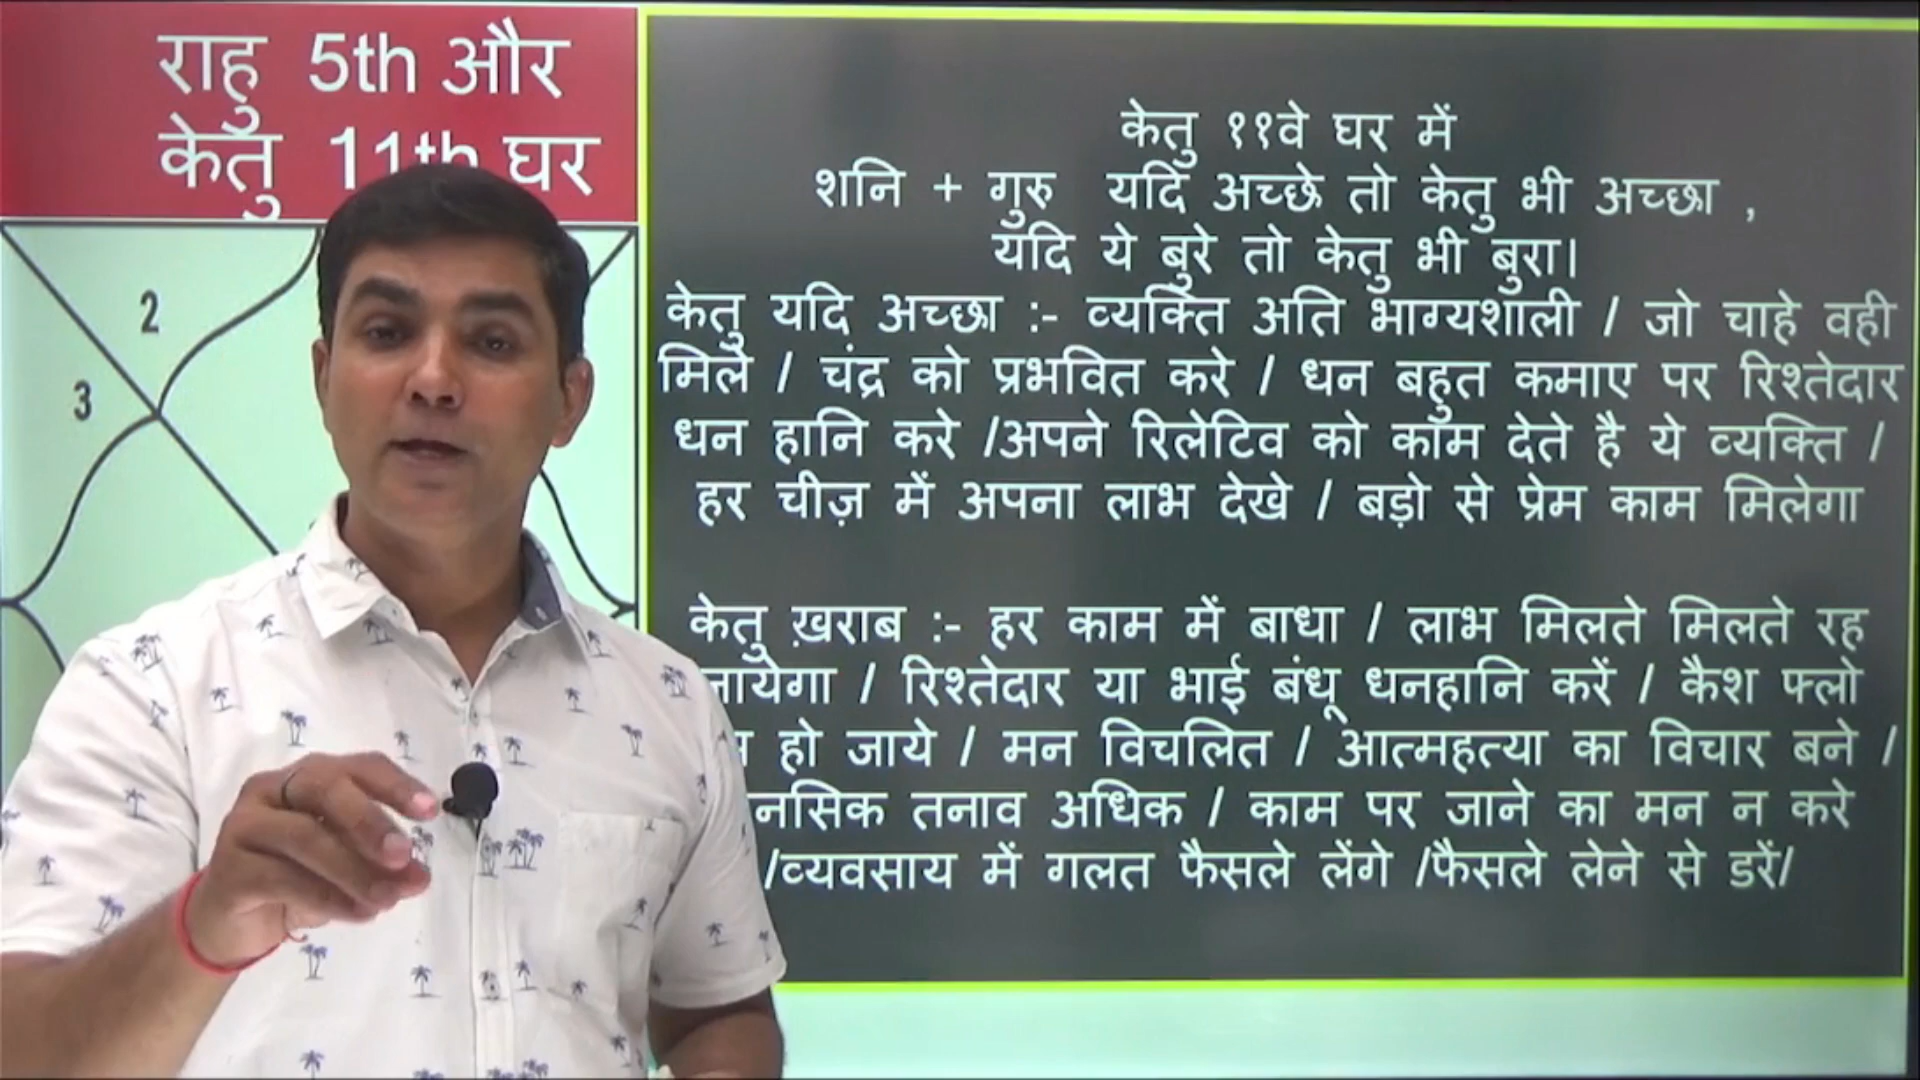 राहु 5th और
केतु 11th घर
2
3
केतु ११वे घर में
शनि + गुरु यदि अच्छे तो केतु भी अच्छा ,
यदि ये बुरे तो केतु भी बुरा।
केतु यदि अच्छा :- व्यक्ति अति भाग्यशाली / जो चाहे वही
मिले / चंद्र को प्रभवित करे / धन बहुत कमाए पर रिश्तेदार
धन हानि करे /अपने रिलेटिव को काम देते है ये व्यक्ति /
हर चीज़ में अपना लाभ देखे / बड़ो से प्रेम काम मिलेगा
केतु ख़राब :- हर काम में बाधा / लाभ मिलते मिलते रह
/ रिश्तेदार या भाई बंधू धनहानि करें / कैश फ्लो
हो जाये / मन विचलित / आत्महत्या का विचार बने /
तनाव अधिक / काम पर जाने का मन न करे
/व्यवसाय में गलत फैसले लेंगे /फैसले लेने से डरें/